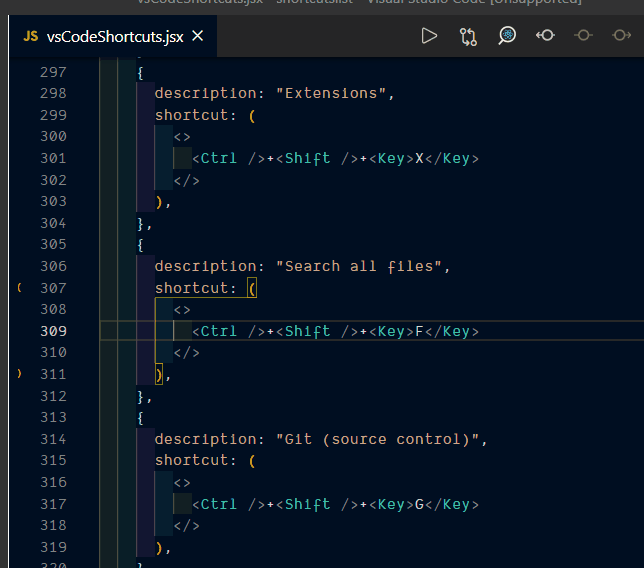 vsCodeShortcuts.jsx - shortcutslist - Visual Studio Code [Unsupported]
JS vsCodeShortcuts.jsx ×
297 {
298 description: "Extensions",
299 shortcut: (
300 <>
301 <Ctrl />+<Shift />+<Key>X</Key>
302 </>
303 ),
304 },
305 {
306 description: "Search all files",
( 307 shortcut: (
308 <>
309 <Ctrl />+<Shift />+<Key>F</Key>
310 </>
) 311 ),
312 },
313 {
314 description: "Git (source control)",
315 shortcut: (
316 <>
317 <Ctrl />+<Shift />+<Key>G</Key>
318 </>
319 ),
320 }